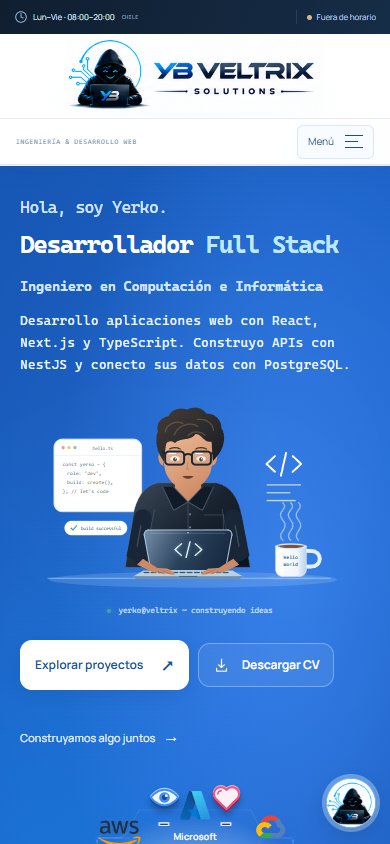 Lun–Vie · 08:00–20:00 CHILE
Fuera de horario
YB VELTRIX
SOLUTIONS
YB
INGENIERÍA & DESARROLLO WEB
Menú
Hola, soy Yerko.
Desarrollador Full Stack
Ingeniero en Computación e Informática
Desarrollo aplicaciones web con React,
Next.js y TypeScript. Construyo APIs con
NestJS y conecto sus datos con PostgreSQL.
hello.ts
const yerko = {
role: "dev",
build: create(),
}; // let's code
build successful
</>
</>
Hello
World
yerko@veltrix ~ construyendo ideas
Explorar proyectos ↗
Descargar CV
Construyamos algo juntos →
aws
Microsoft